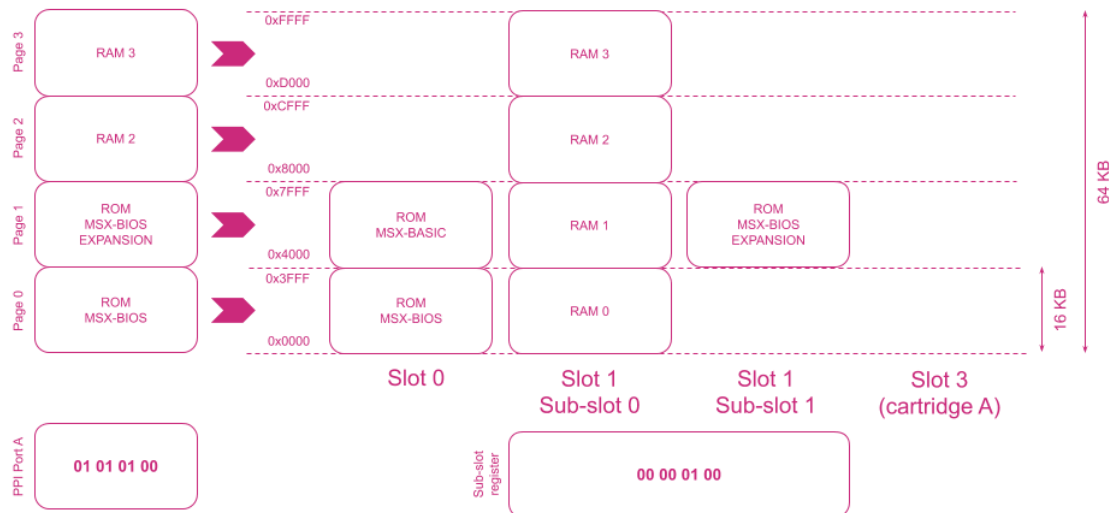 Page 3
RAM 3
0xFFFF
0xD000
RAM 3
Page 2
RAM 2
0xCFFF
0x8000
RAM 2
Page 1
ROM
MSX-BIOS
EXPANSION
0x7FFF
0x4000
ROM
MSX-BASIC
RAM 1
ROM
MSX-BIOS
EXPANSION
Page 0
ROM
MSX-BIOS
0x3FFF
0x0000
ROM
MSX-BIOS
RAM 0
16 KB
64 KB
Slot 0
Slot 1
Sub-slot 0
Slot 1
Sub-slot 1
Slot 3
(cartridge A)
PPI Port A
01 01 01 00
Sub-slot
register
00 00 01 00